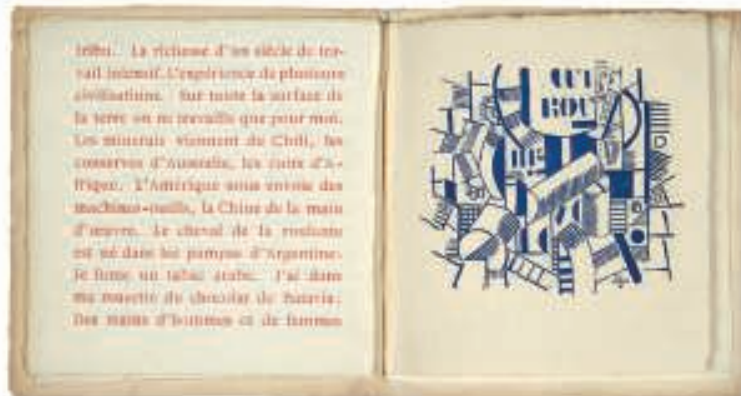 tribu. La richesse d'un siècle de tra-
vail intensif. L'expérience de plusieurs
civilisations. Sur toute la surface de
la terre on ne travaille que pour moi.
Les minerais viennent du Chili, les
conserves d'Australie, les cuirs d'A-
frique. L'Amérique nous envoie des
machines-outils, la Chine de la main
d'œuvre. Le cheval de la roulante
est né dans les pampas d'Argentine.
Je fume un tabac arabe. J'ai dans
ma musette du chocolat de Batavia.
Des mains d'hommes et de femmes